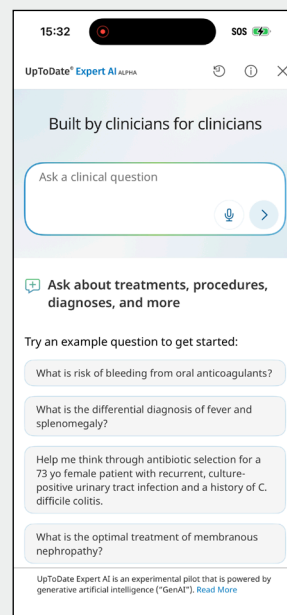 15:32
SOS
UpToDate® Expert AI ALPHA
Built by clinicians for clinicians
Ask a clinical question
Ask about treatments, procedures,
diagnoses, and more
Try an example question to get started:
What is risk of bleeding from oral anticoagulants?
What is the differential diagnosis of fever and
splenomegaly?
Help me think through antibiotic selection for a
73 yo female patient with recurrent, culture-
positive urinary tract infection and a history of C.
difficile colitis.
What is the optimal treatment of membranous
nephropathy?
UpToDate Expert AI is an experimental pilot that is powered by
generative artificial intelligence ("GenAI"). Read More